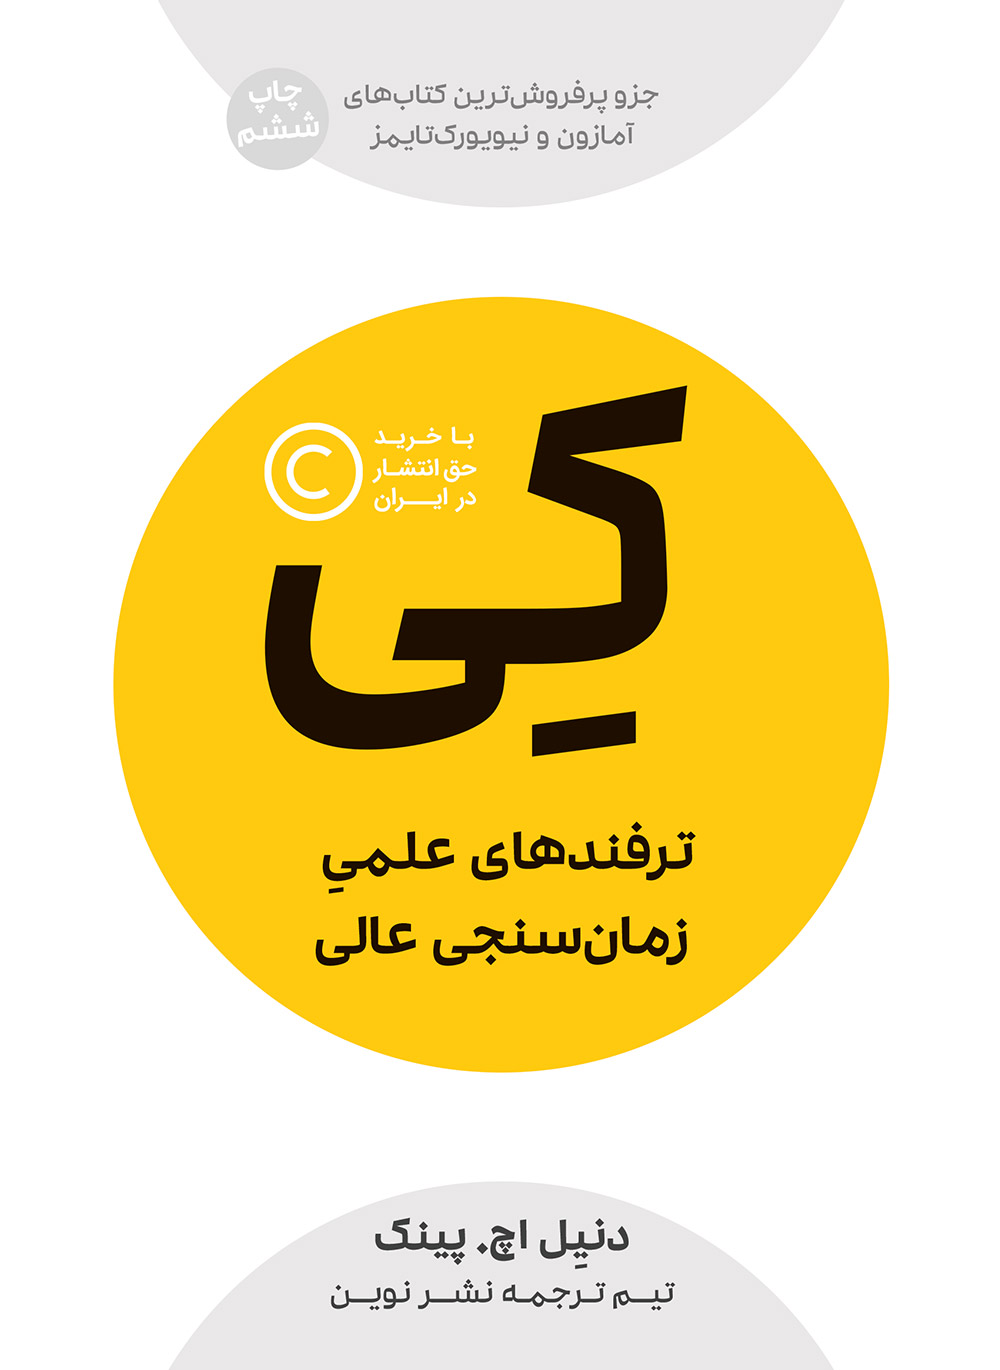 جزو پرفروش‌ترین کتاب‌های
آمازون و نیویورک‌تایمز
چاپ
ششم
با خرید
حق انتشار
در ایران
©
کِی
ترفندهای علمیِ
زمان‌سنجی عالی
دنیِل اچ. پینک
تیم ترجمه نشر نوین